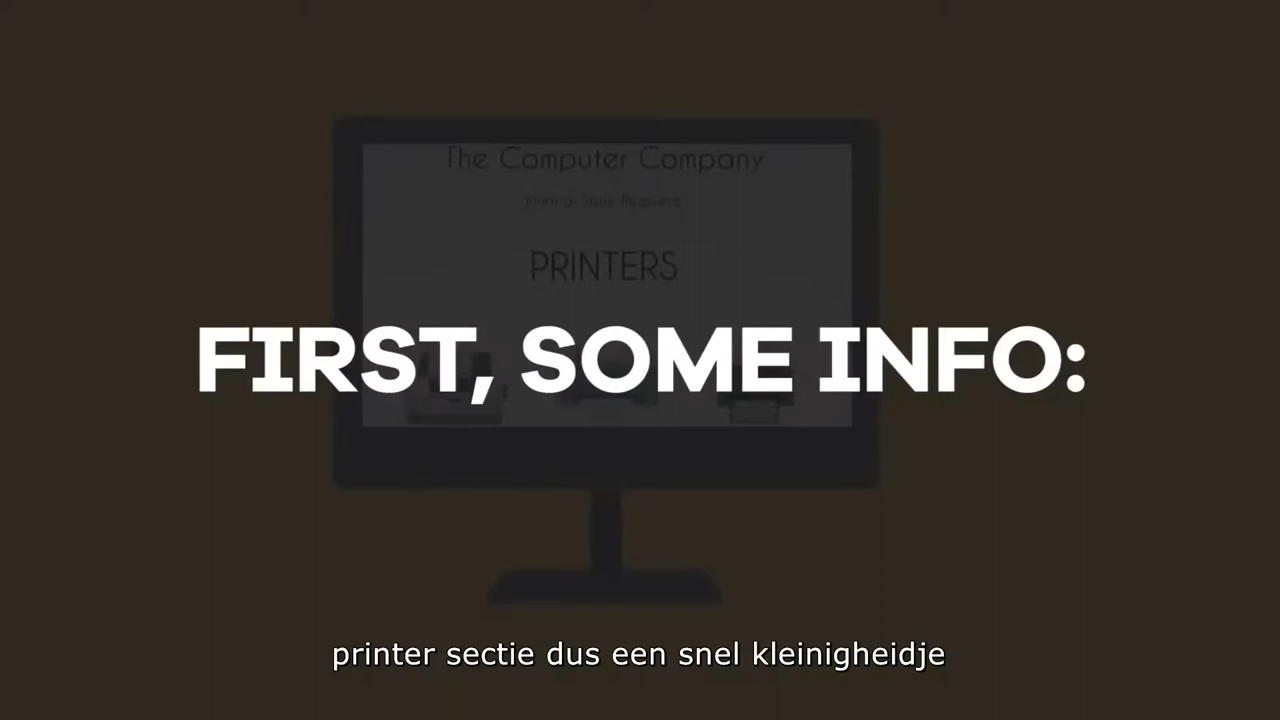 The Computer Company
PRINTERS
FIRST, SOME INFO:
printer sectie dus een snel kleinigheidje